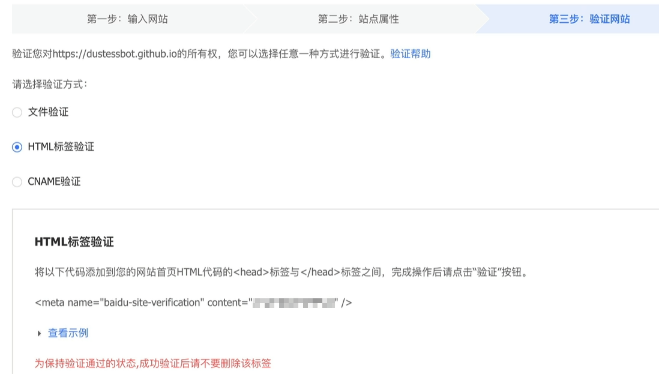 第一步：输入网站 第二步：站点属性 第三步：验证网站
验证您对https://dustessbot.github.io的所有权，您可以选择任意一种方式进行验证。验证帮助
请选择验证方式：
文件验证
HTML标签验证
CNAME验证
HTML标签验证
将以下代码添加到您的网站首页HTML代码的<head>标签与</head>标签之间，完成操作后请点击“验证”按钮。
<meta name="baidu-site-verification" content="" />
查看示例
为保持验证通过的状态,成功验证后请不要删除该标签